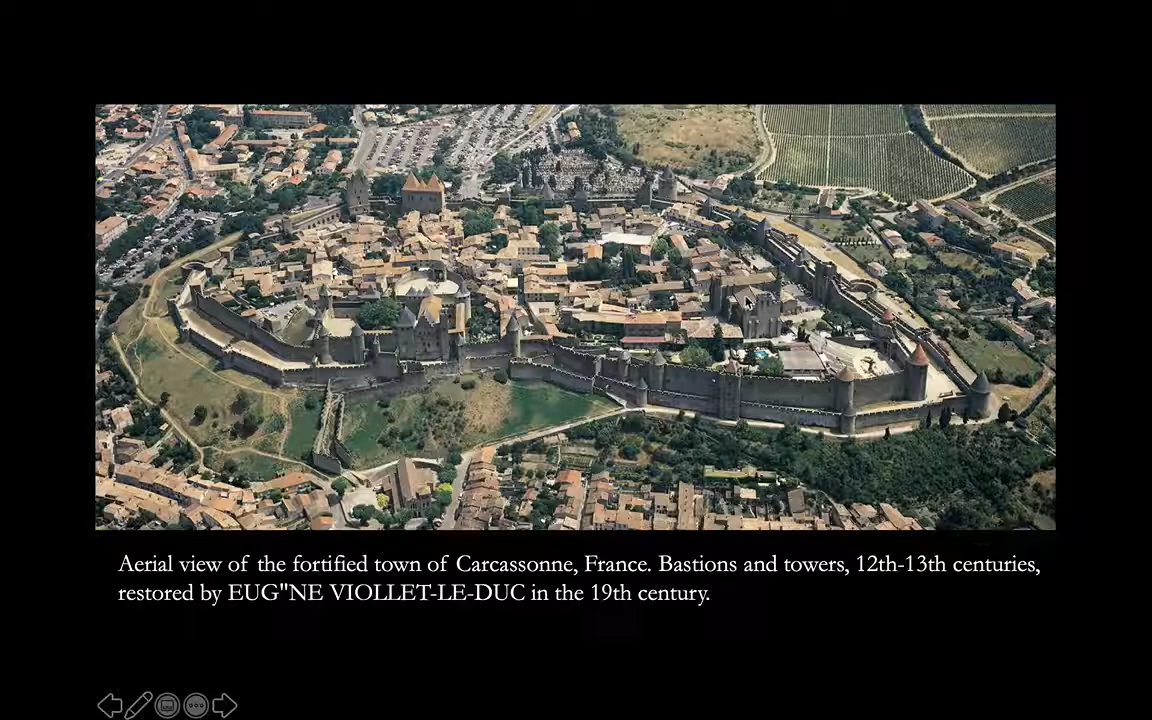 Aerial view of the fortified town of Carcassonne, France. Bastions and towers, 12th-13th centuries,
restored by EUG"NE VIOLLET-LE-DUC in the 19th century.